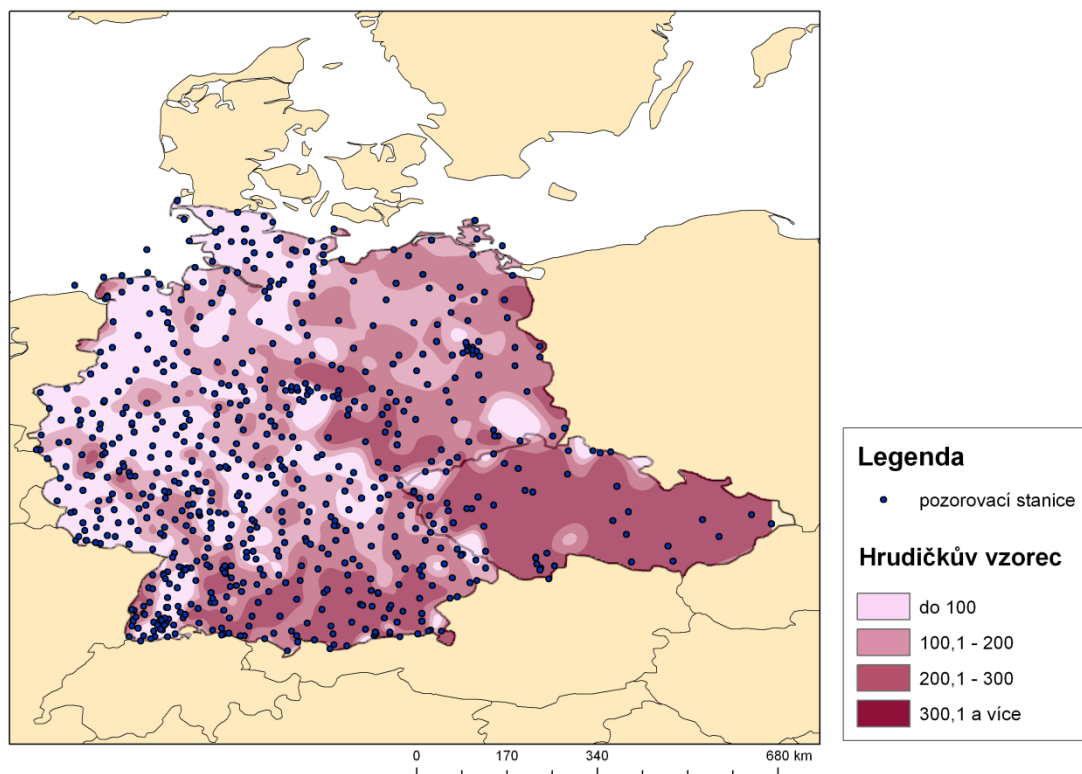 Legenda
pozorovací stanice
Hrudičkův vzorec
do 100
100,1 - 200
200,1 - 300
300,1 a více
0 170 340 680 km